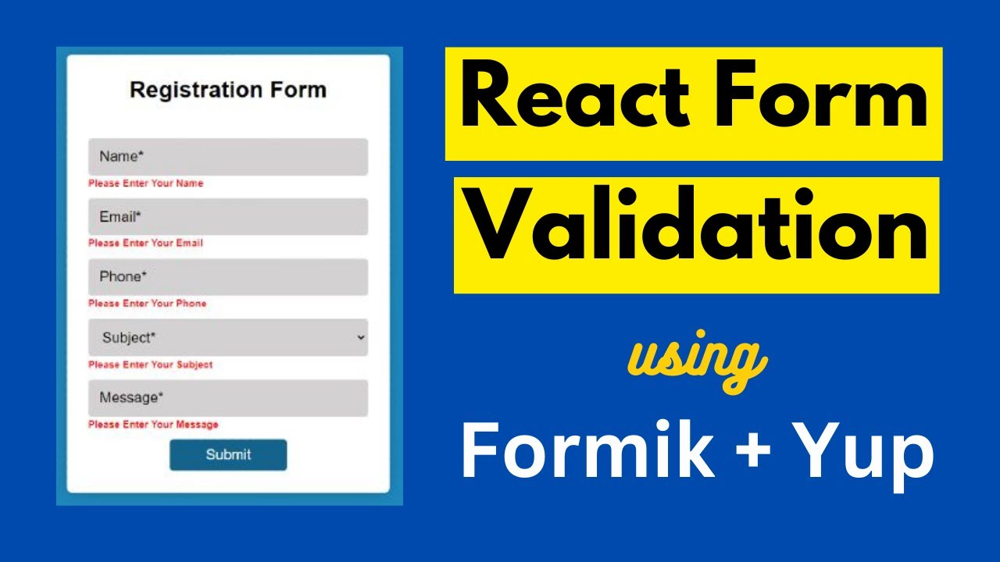 Registration Form
Name*
Please Enter Your Name
Email*
Please Enter Your Email
Phone*
Please Enter Your Phone
Subject*
Please Enter Your Subject
Message*
Please Enter Your Message
Submit
React Form
Validation
using
Formik + Yup